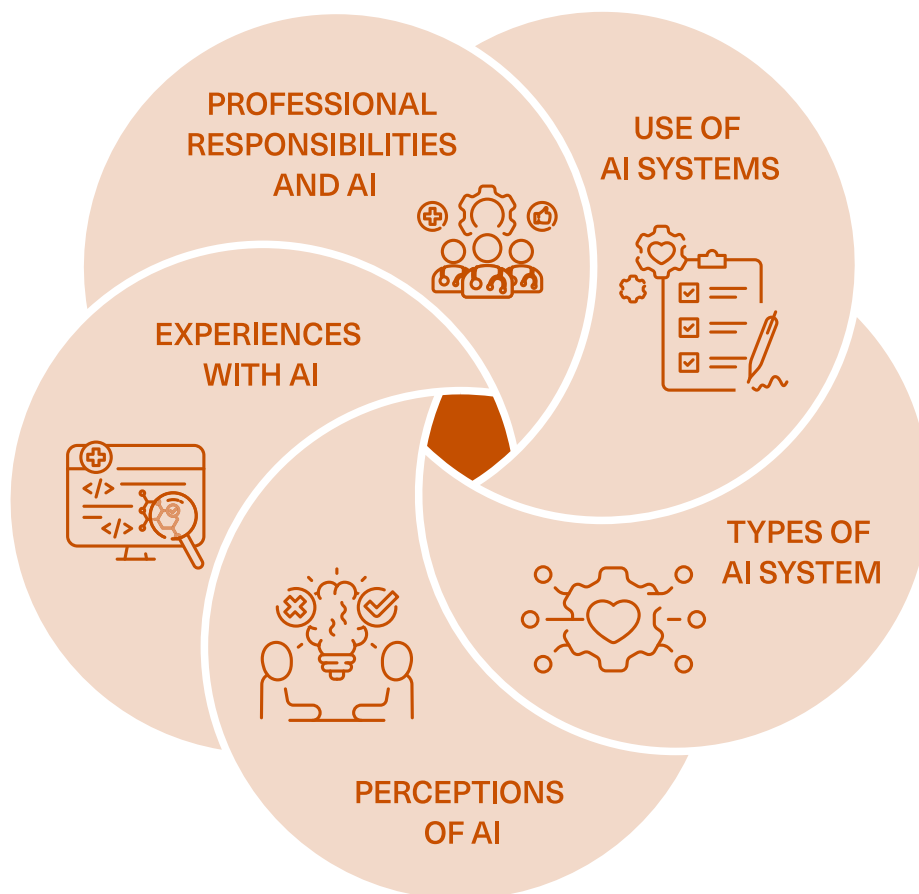 PROFESSIONAL
RESPONSIBILITIES
AND AI
USE OF
AI SYSTEMS
EXPERIENCES
WITH AI
</>
</>
TYPES OF
AI SYSTEM
PERCEPTIONS
OF AI